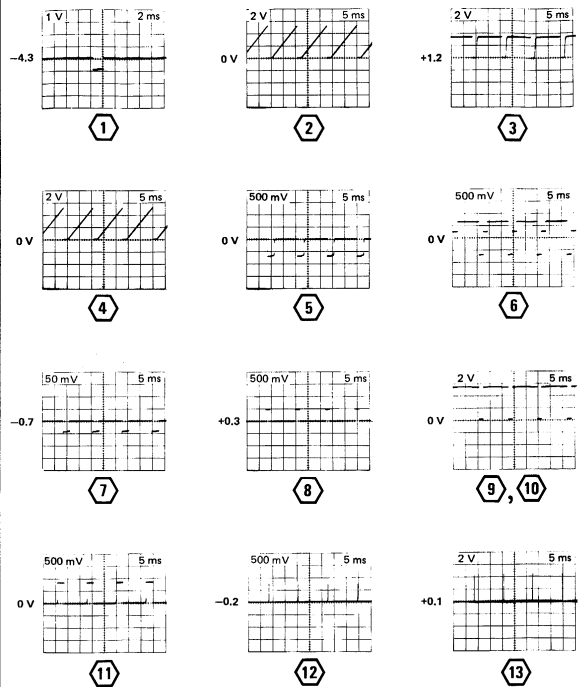 1 V 2 ms
−4.3
1
2 V 5 ms
0 V
2
2 V 5 ms
+1.2
3
2 V 5 ms
0 V
4
500 mV 5 ms
0 V
5
500 mV 5 ms
0 V
6
50 mV 5 ms
−0.7
7
500 mV 5 ms
+0.3
8
2 V 5 ms
0 V
9, 10
500 mV 5 ms
0 V
11
500 mV 5 ms
−0.2
12
2 V 5 ms
+0.1
13